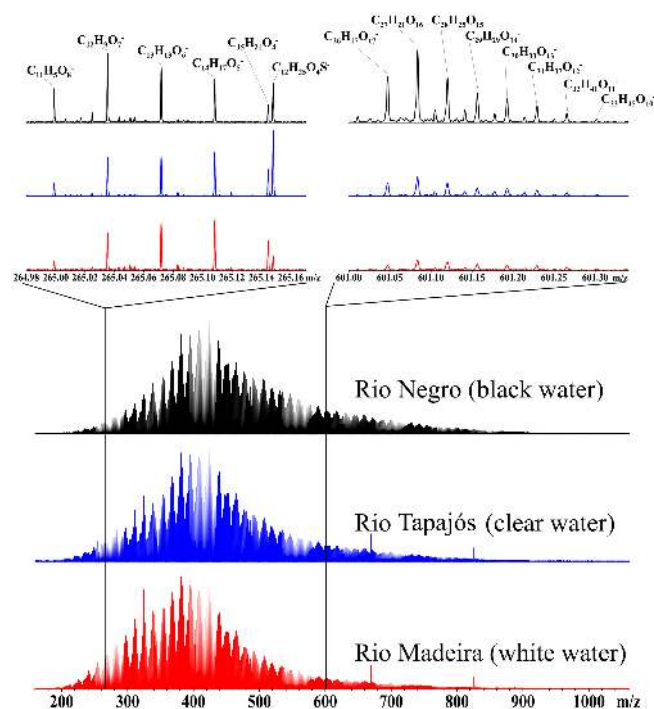 C₁₁H₅O₈⁻
C₁₂H₉O₇⁻
C₁₃H₁₃O₆⁻
C₁₄H₁₇O₅⁻
C₁₅H₂₁O₄⁻
C₁₂H₂₅O₄S⁻
C₂₆H₁₇O₁₇⁻
C₂₇H₂₁O₁₆
C₂₈H₂₅O₁₅
C₂₉H₂₉O₁₄⁻
C₃₀H₃₃O₁₃⁻
C₃₁H₃₇O₁₂⁻
C₃₂H₄₁O₁₁
C₃₃H₄₅O₁₀⁻
264.98 265.00 265.02 265.04 265.06 265.08 265.10 265.12 265.14 265.16 m/z
601.00 601.05 601.10 601.15 601.20 601.25 601.30 m/z
Rio Negro (black water)
Rio Tapajós (clear water)
Rio Madeira (white water)
200 300 400 500 600 700 800 900 1000 m/z